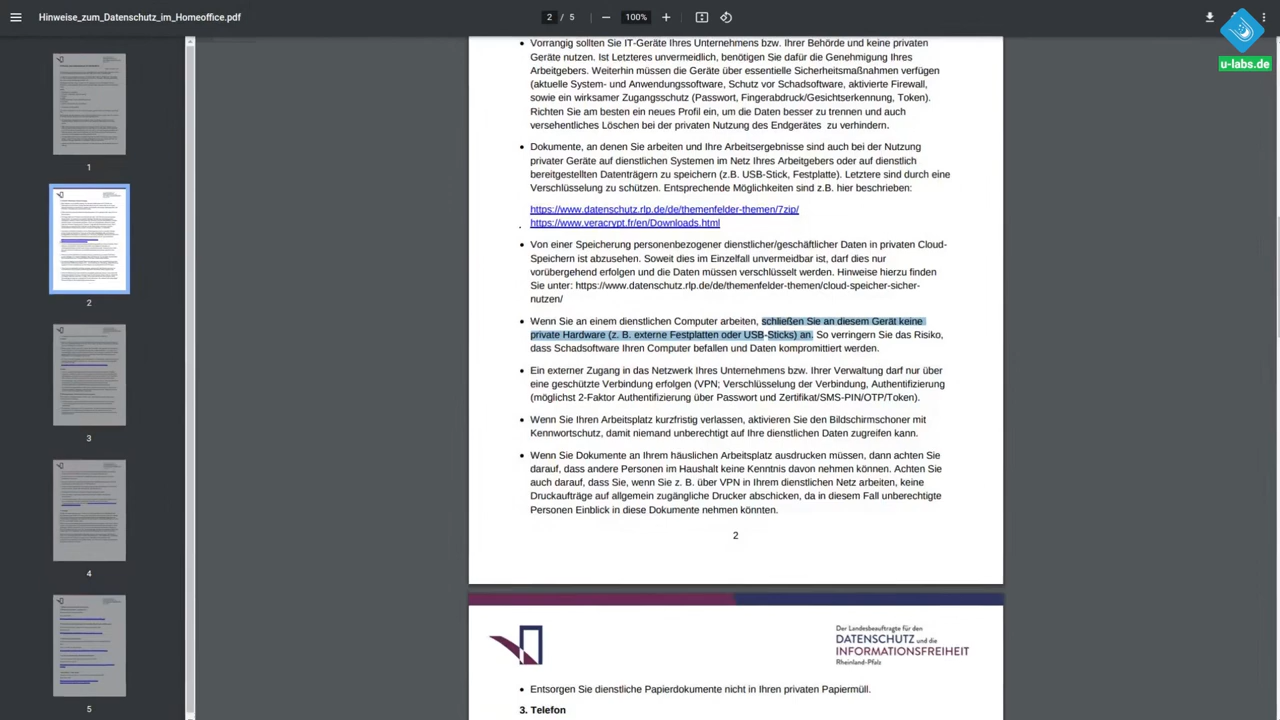 Hinweise_zum_Datenschutz_im_Homeoffice.pdf
2 / 5
100%
u-labs.de
1
2
3
4
5
• Vorrangig sollten Sie IT-Geräte Ihres Unternehmens bzw. Ihrer Behörde und keine privaten
Geräte nutzen. Ist Letzteres unvermeidlich, benötigen Sie dafür die Genehmigung Ihres
Arbeitgebers. Weiterhin müssen die Geräte über essentielle Sicherheitsmaßnahmen verfügen
(aktuelle System- und Anwendungssoftware, Schutz vor Schadsoftware, aktivierte Firewall,
sowie ein wirksamer Zugangsschutz (Passwort, Fingerabdruck/Gesichtserkennung, Token).
Richten Sie am besten ein neues Profil ein, um die Daten besser zu trennen und auch
versehentliches Löschen bei der privaten Nutzung des Endgerätes zu verhindern.
• Dokumente, an denen Sie arbeiten und Ihre Arbeitsergebnisse sind auch bei der Nutzung
privater Geräte auf dienstlichen Systemen im Netz Ihres Arbeitgebers oder auf dienstlich
bereitgestellten Datenträgern zu speichern (z.B. USB-Stick, Festplatte). Letztere sind durch eine
Verschlüsselung zu schützen. Entsprechende Möglichkeiten sind z.B. hier beschrieben:
https://www.datenschutz.rlp.de/de/themenfelder-themen/7zip/
https://www.veracrypt.fr/en/Downloads.html
• Von einer Speicherung personenbezogener dienstlicher/geschäftlicher Daten in privaten Cloud-
Speichern ist abzusehen. Soweit dies im Einzelfall unvermeidbar ist, darf dies nur
vorübergehend erfolgen und die Daten müssen verschlüsselt werden. Hinweise hierzu finden
Sie unter: https://www.datenschutz.rlp.de/de/themenfelder-themen/cloud-speicher-sicher-
nutzen/
• Wenn Sie an einem dienstlichen Computer arbeiten, schließen Sie an diesem Gerät keine
private Hardware (z. B. externe Festplatten oder USB-Sticks) an. So verringern Sie das Risiko,
dass Schadsoftware Ihren Computer befallen und Daten kompromittiert werden.
• Ein externer Zugang in das Netzwerk Ihres Unternehmens bzw. Ihrer Verwaltung darf nur über
eine geschützte Verbindung erfolgen (VPN; Verschlüsselung der Verbindung, Authentifizierung
(möglichst 2-Faktor Authentifizierung über Passwort und Zertifikat/SMS-PIN/OTP/Token).
• Wenn Sie Ihren Arbeitsplatz kurzfristig verlassen, aktivieren Sie den Bildschirmschoner mit
Kennwortschutz, damit niemand unberechtigt auf Ihre dienstlichen Daten zugreifen kann.
• Wenn Sie Dokumente an Ihrem häuslichen Arbeitsplatz ausdrucken müssen, dann achten Sie
darauf, dass andere Personen im Haushalt keine Kenntnis davon nehmen können. Achten Sie
auch darauf, dass Sie, wenn Sie z. B. über VPN in Ihrem dienstlichen Netz arbeiten, keine
Druckaufträge auf allgemein zugängliche Drucker abschicken, da in diesem Fall unberechtigte
Personen Einblick in diese Dokumente nehmen könnten.
2
Der Landesbeauftragte für den
DATENSCHUTZ und die
INFORMATIONSFREIHEIT
Rheinland-Pfalz
• Entsorgen Sie dienstliche Papierdokumente nicht in Ihren privaten Papiermüll.
3. Telefon